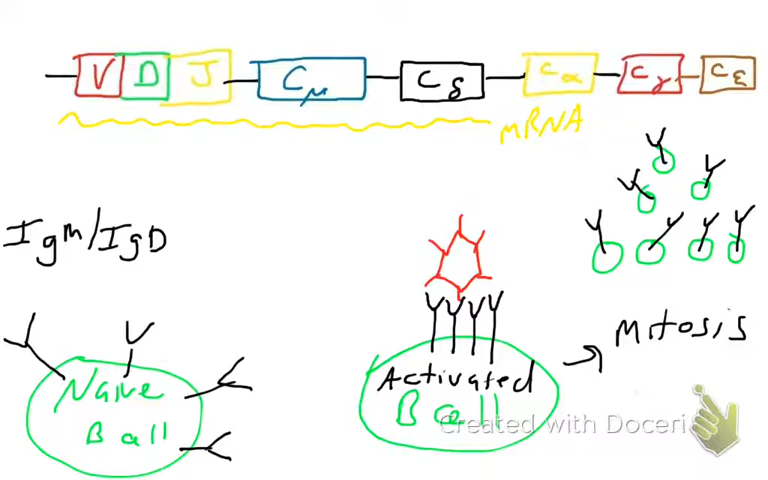 V D J Cμ Cδ Cα Cγ Cε
mRNA
IgM/IgD
Mitosis
Activated
B cell
Naive
B cell
Created with Doceri